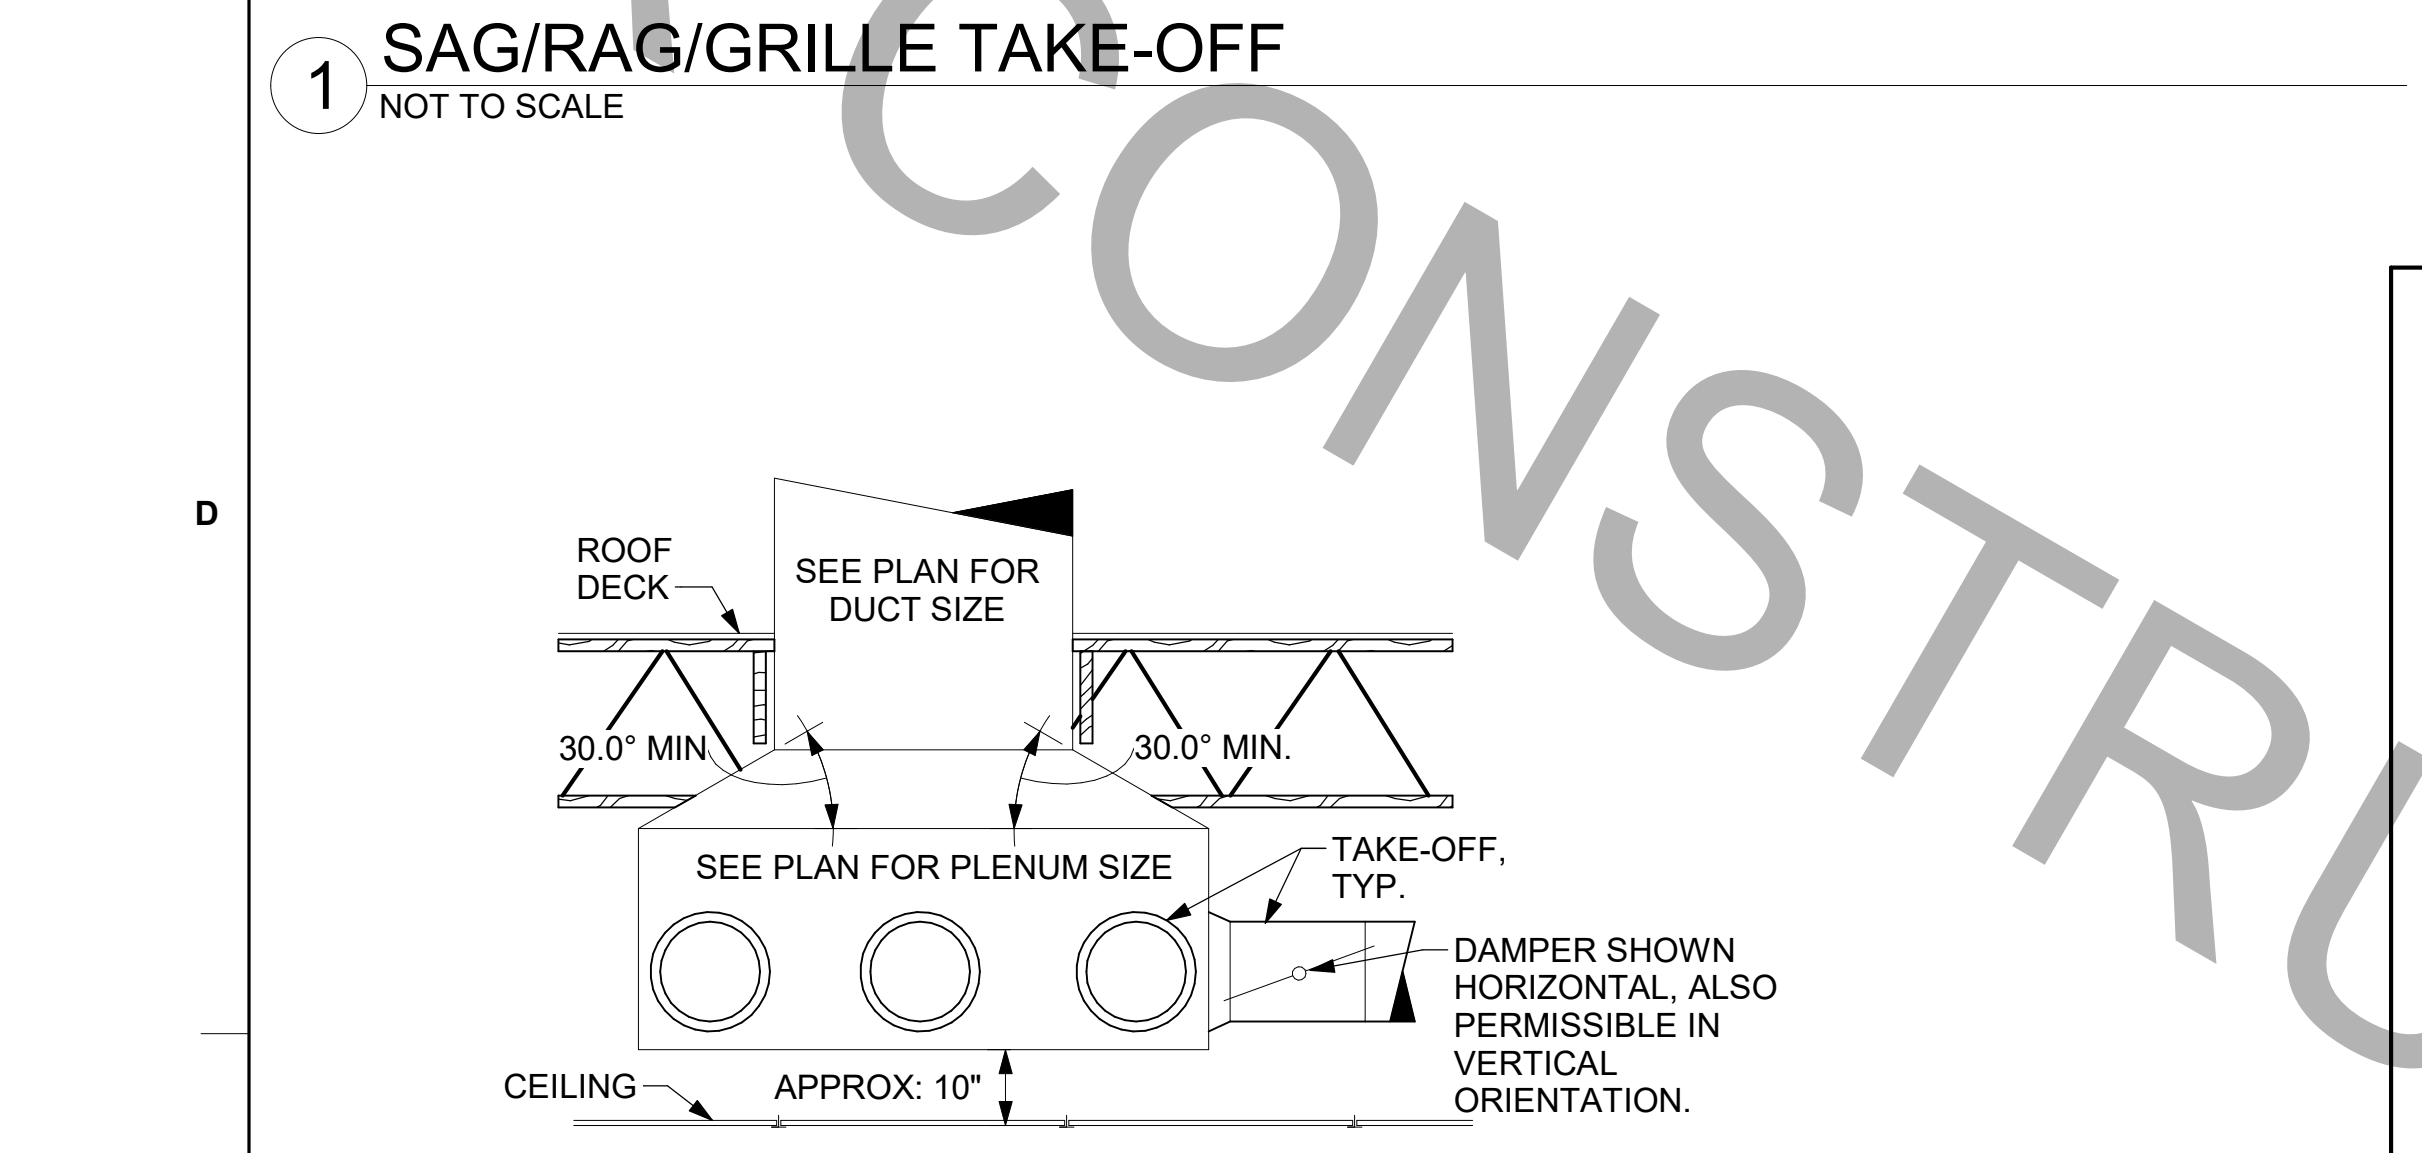 1 SAG/RAG/GRILLE TAKE-OFF
NOT TO SCALE
CONSTRU
D
ROOF
DECK
SEE PLAN FOR
DUCT SIZE
30.0° MIN
30.0° MIN.
SEE PLAN FOR PLENUM SIZE
TAKE-OFF,
TYP.
DAMPER SHOWN
HORIZONTAL, ALSO
PERMISSIBLE IN
VERTICAL
ORIENTATION.
CEILING
APPROX: 10"